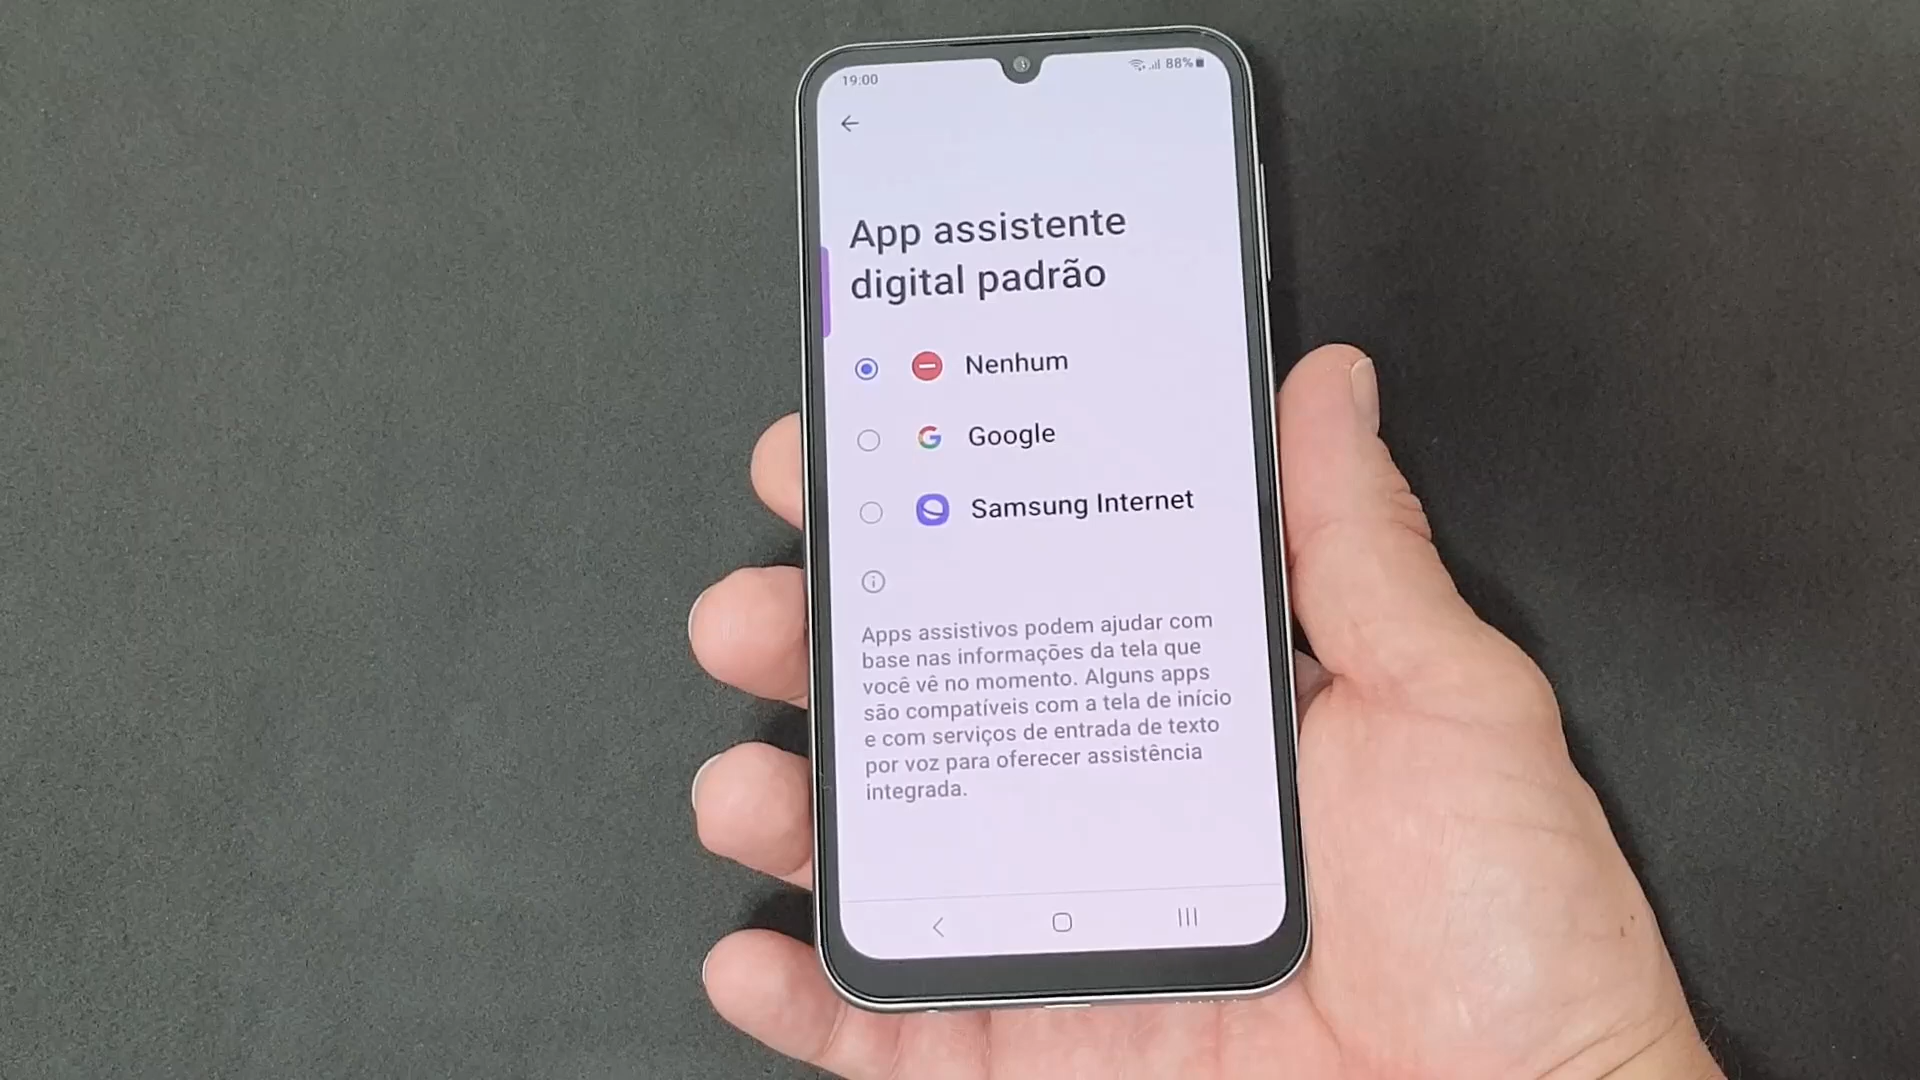 19:00
88%
App assistente
digital padrão
Nenhum
Google
Samsung Internet
Apps assistivos podem ajudar com
base nas informações da tela que
você vê no momento. Alguns apps
são compatíveis com a tela de início
e com serviços de entrada de texto
por voz para oferecer assistência
integrada.